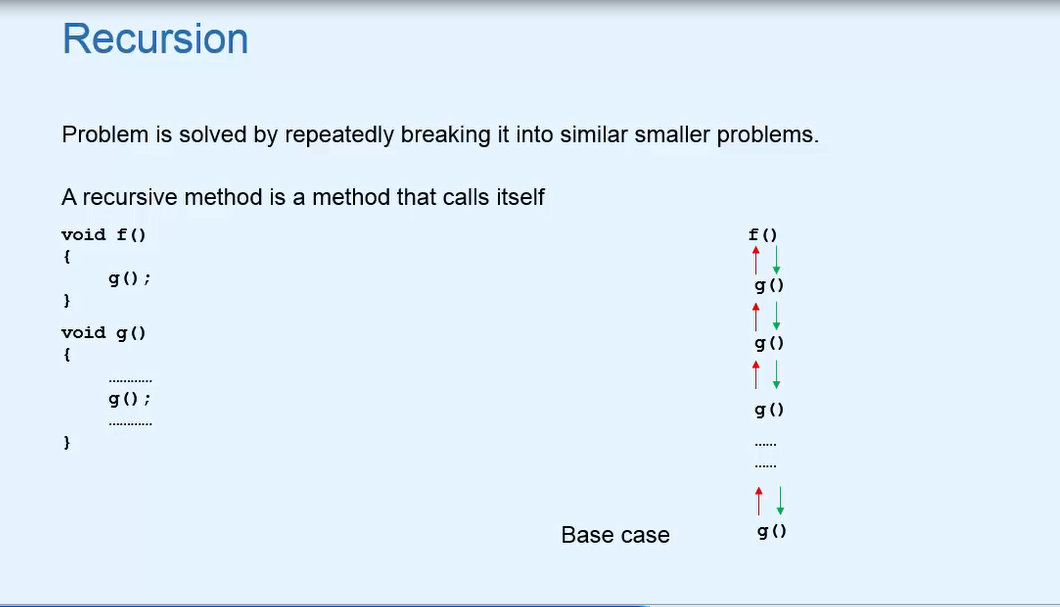 Recursion
Problem is solved by repeatedly breaking it into similar smaller problems.
A recursive method is a method that calls itself
void f()
{
g();
}
void g()
{
............
g();
............
}
f()
g()
g()
g()
......
......
Base case g()